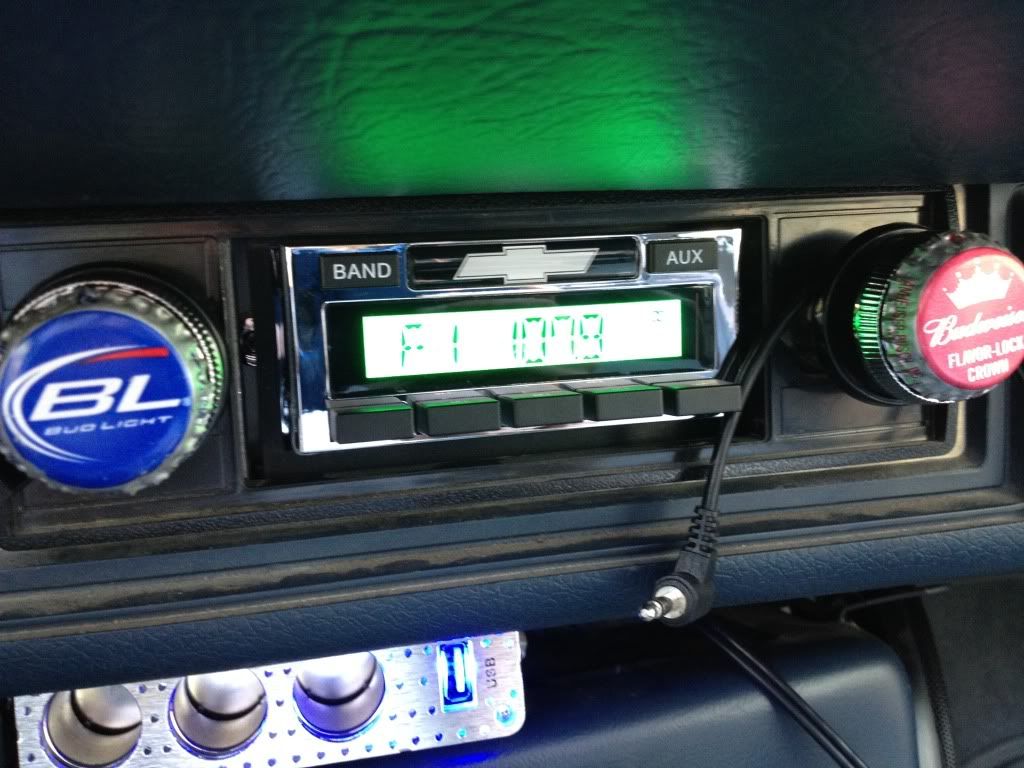 BAND
AUX
F1 107.9
BL
BUD LIGHT
Budweiser
FLAVOR-LOCK
CROWN
USB